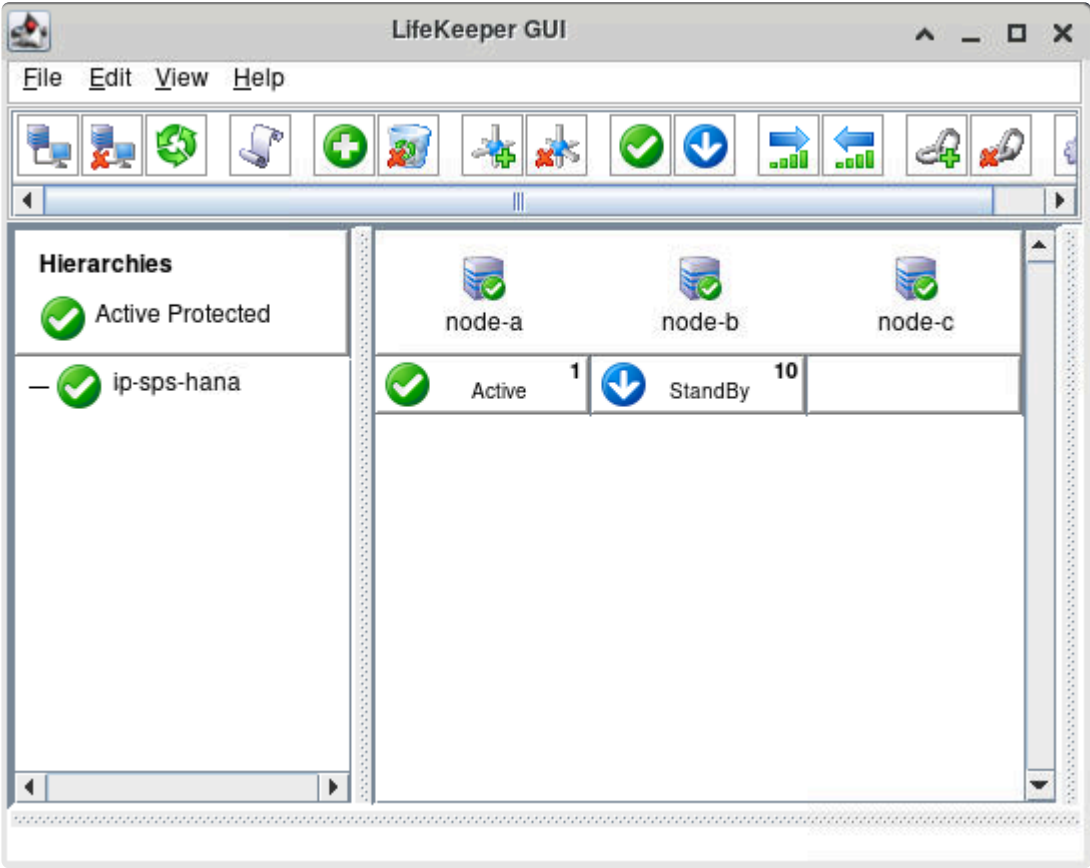 LifeKeeper GUI
File Edit View Help
Hierarchies
Active Protected
node-a node-b node-c
ip-sps-hana
Active 1 StandBy 10